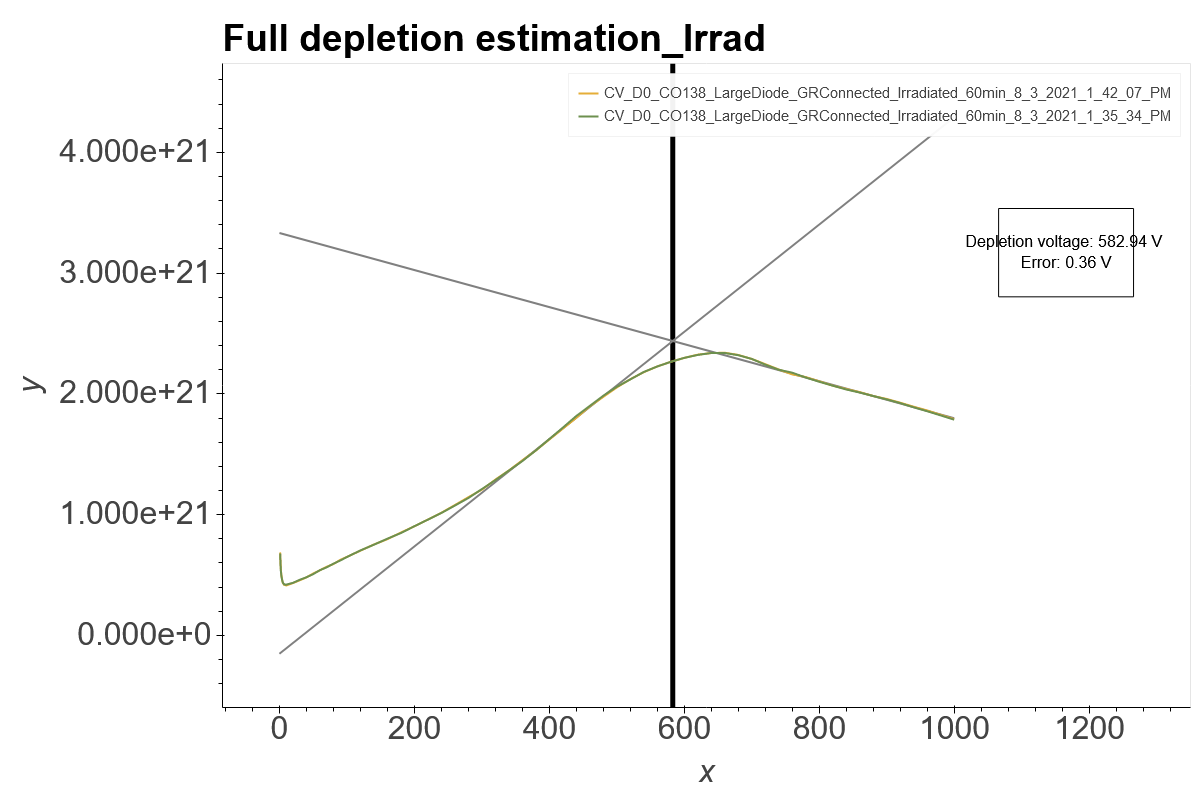 Full depletion estimation_Irrad
CV_D0_CO138_LargeDiode_GRConnected_Irradiated_60min_8_3_2021_1_42_07_PM
CV_D0_CO138_LargeDiode_GRConnected_Irradiated_60min_8_3_2021_1_35_34_PM
4.000e+21
3.000e+21
2.000e+21
1.000e+21
0.000e+0
y
Depletion voltage: 582.94 V
Error: 0.36 V
0 200 400 600 800 1000 1200
x